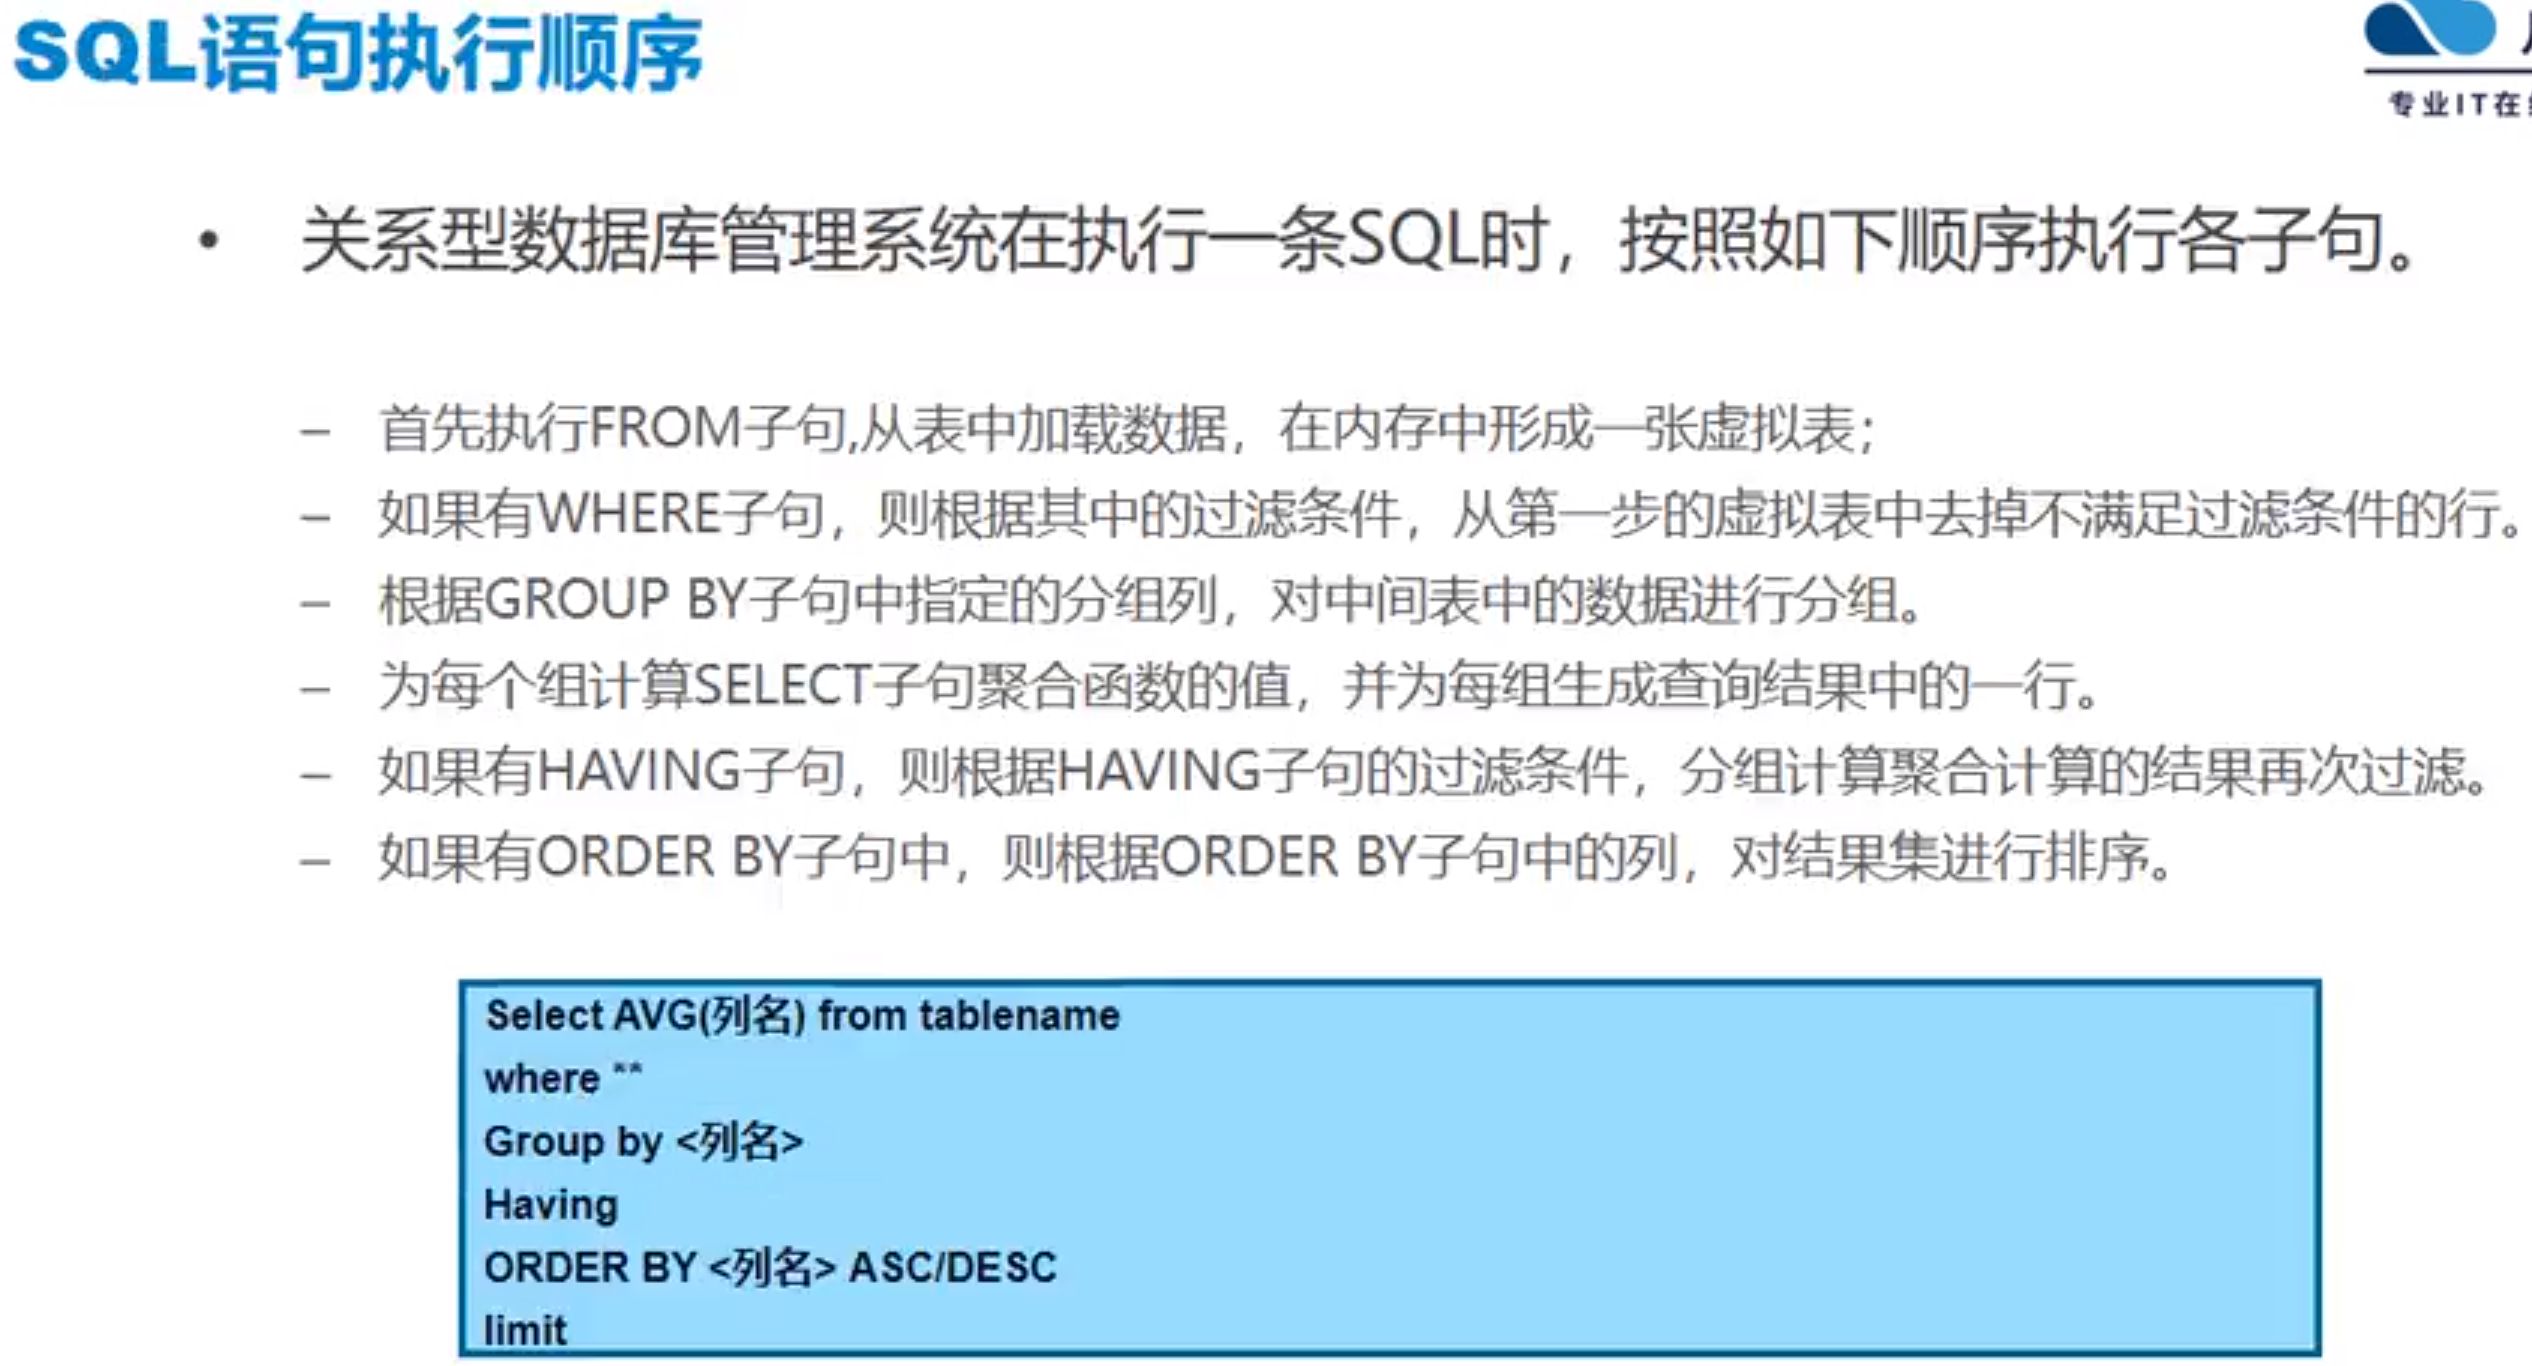 SQL语句执行顺序
专业IT在
• 关系型数据库管理系统在执行一条SQL时，按照如下顺序执行各子句。
– 首先执行FROM子句,从表中加载数据，在内存中形成一张虚拟表；
– 如果有WHERE子句，则根据其中的过滤条件，从第一步的虚拟表中去掉不满足过滤条件的行。
– 根据GROUP BY子句中指定的分组列，对中间表中的数据进行分组。
– 为每个组计算SELECT子句聚合函数的值，并为每组生成查询结果中的一行。
– 如果有HAVING子句，则根据HAVING子句的过滤条件，分组计算聚合计算的结果再次过滤。
– 如果有ORDER BY子句中，则根据ORDER BY子句中的列，对结果集进行排序。
Select AVG(列名) from tablename
where **
Group by <列名>
Having
ORDER BY <列名> ASC/DESC
limit